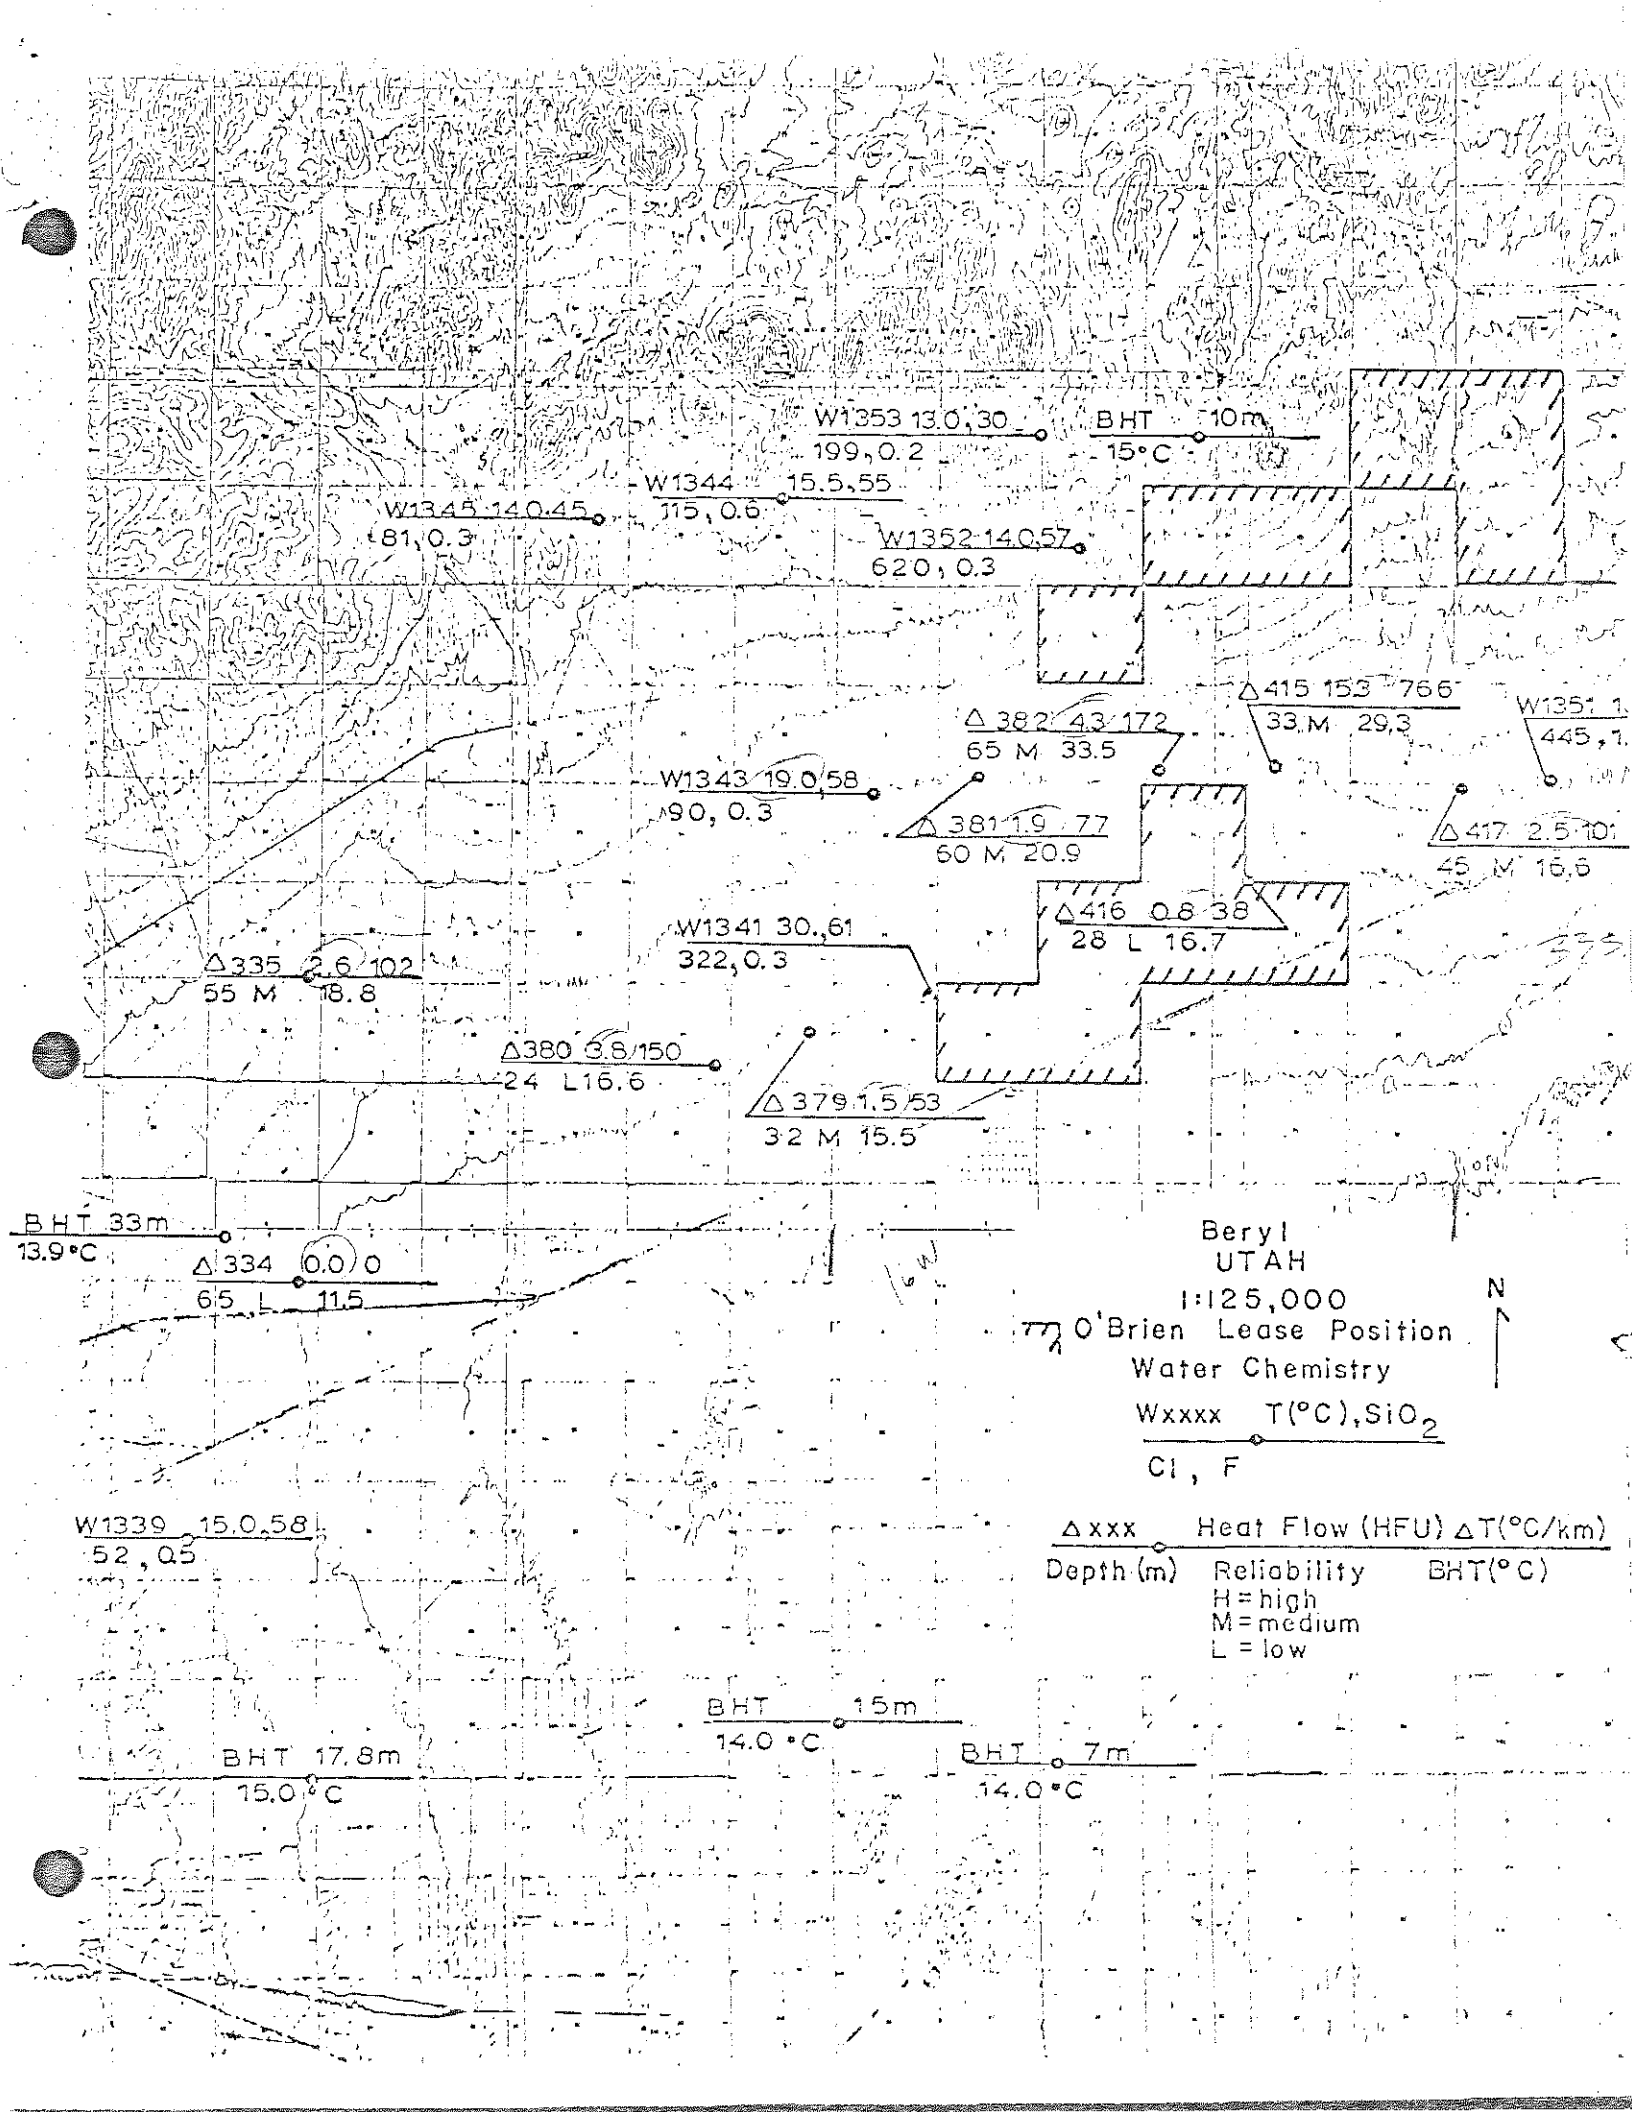 W1353 13.0,30
199,0.2
BHT 10m
15°C
W1344 15.5,55
115, 0.6
W1345 14.0,45
81,0.3
W1352 14.0,57
620, 0.3
△415 15.3 766
33 M 29.3
W1351 1.
445,1.
△382 4.3/172
65 M 33.5
W1343 19.0,58
90, 0.3
△381 1.9 77
60 M 20.9
△417 2.5 101
45 M 16.6
△416 0.8 38
28 L 16.7
W1341 30.,61
322,0.3
△335 2.6/102
55 M 18.8
△380 3.8/150
24 L 16.6
△379 1.5/53
32 M 15.5
BHT 33m
13.9°C
△334 0.0/0
65 L 11.5
16W
Beryl
UTAH
1:125,000
N
O'Brien Lease Position
Water Chemistry
Wxxxx T(°C),SiO2
Cl, F
W1339 15.0,58
52, 0.5
△xxx Heat Flow (HFU) △T(°C/km)
Depth (m) Reliability BHT(°C)
H = high
M = medium
L = low
BHT 15m
14.0 °C
BHT 17.8m
15.0 °C
BHT 7m
14.0°C